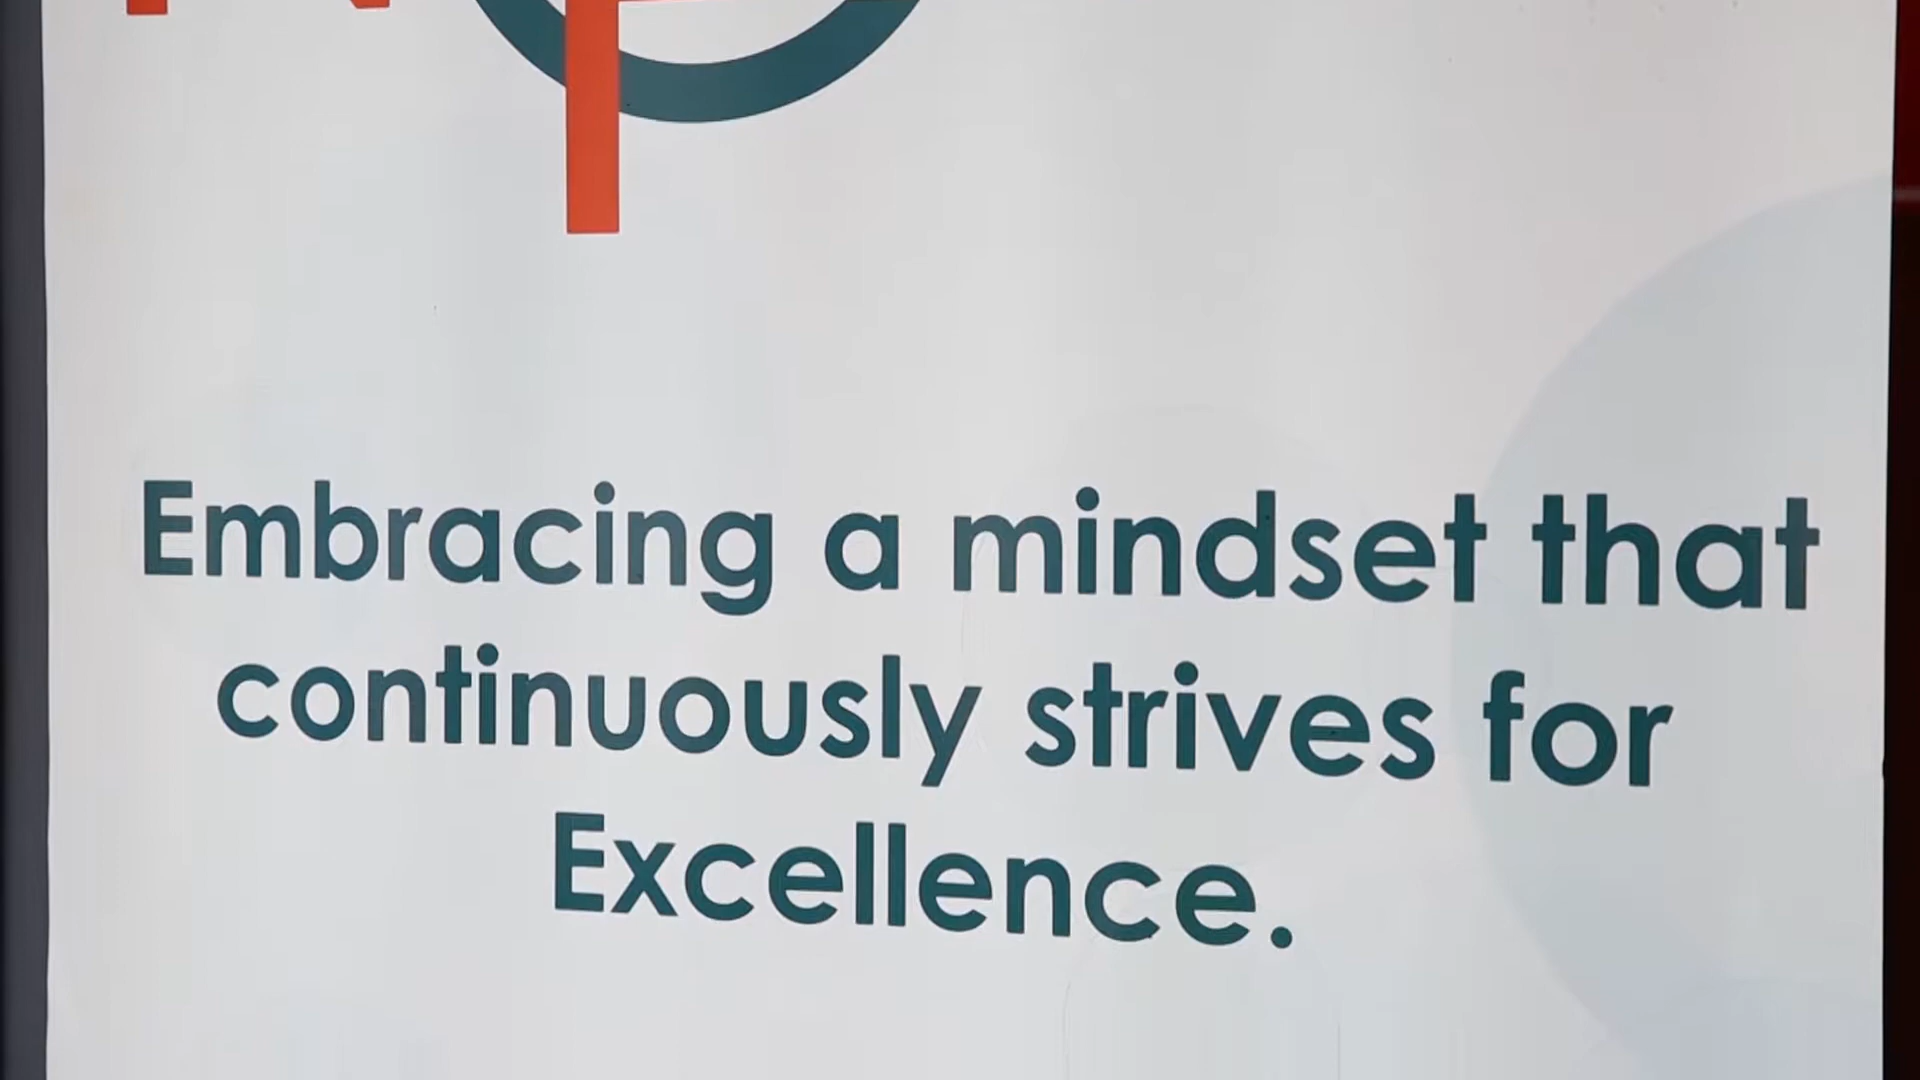 Embracing a mindset that
continuously strives for
Excellence.